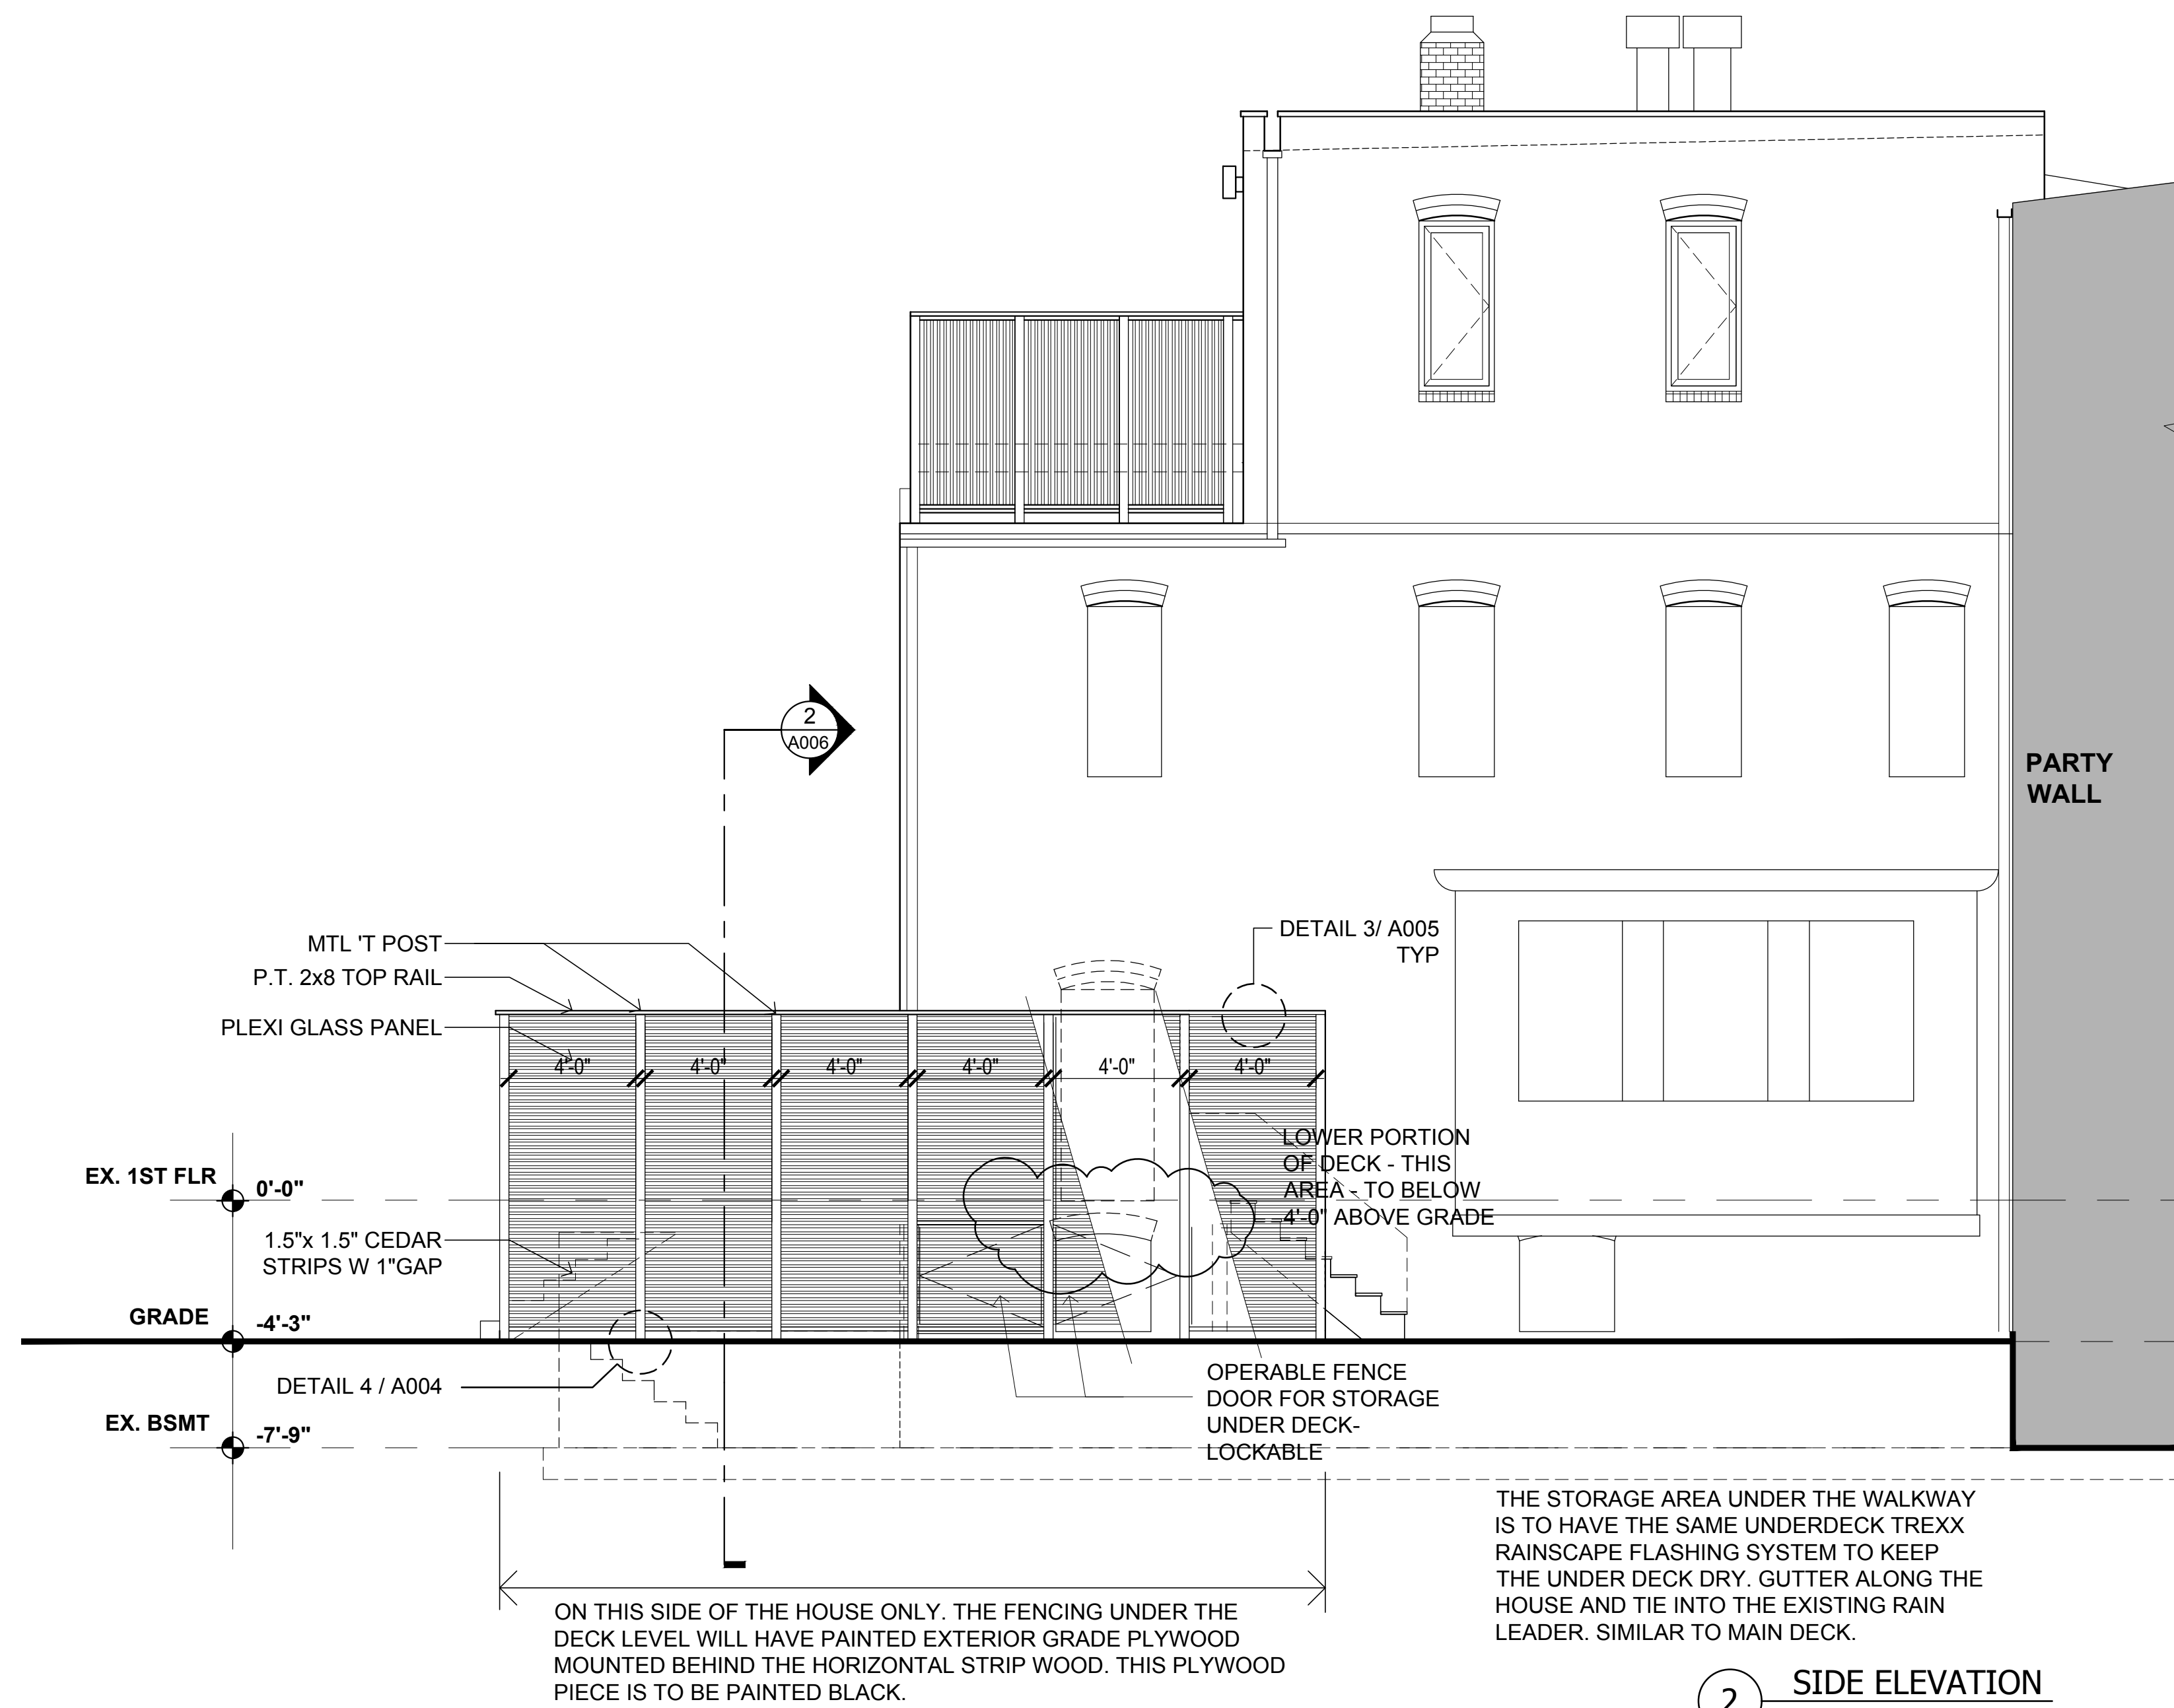 2
A006
PARTY
WALL
MTL 'T POST
P.T. 2x8 TOP RAIL
PLEXI GLASS PANEL
DETAIL 3/ A005
TYP
4'-0"
4'-0"
4'-0"
4'-0"
4'-0"
4'-0"
LOWER PORTION
OF DECK - THIS
AREA - TO BELOW
4'-0" ABOVE GRADE
EX. 1ST FLR
0'-0"
1.5"x 1.5" CEDAR
STRIPS W 1"GAP
GRADE
-4'-3"
DETAIL 4 / A004
EX. BSMT
-7'-9"
OPERABLE FENCE
DOOR FOR STORAGE
UNDER DECK-
LOCKABLE
THE STORAGE AREA UNDER THE WALKWAY
IS TO HAVE THE SAME UNDERDECK TREXX
RAINSCAPE FLASHING SYSTEM TO KEEP
THE UNDER DECK DRY. GUTTER ALONG THE
HOUSE AND TIE INTO THE EXISTING RAIN
LEADER. SIMILAR TO MAIN DECK.
ON THIS SIDE OF THE HOUSE ONLY. THE FENCING UNDER THE
DECK LEVEL WILL HAVE PAINTED EXTERIOR GRADE PLYWOOD
MOUNTED BEHIND THE HORIZONTAL STRIP WOOD. THIS PLYWOOD
PIECE IS TO BE PAINTED BLACK.
2
SIDE ELEVATION